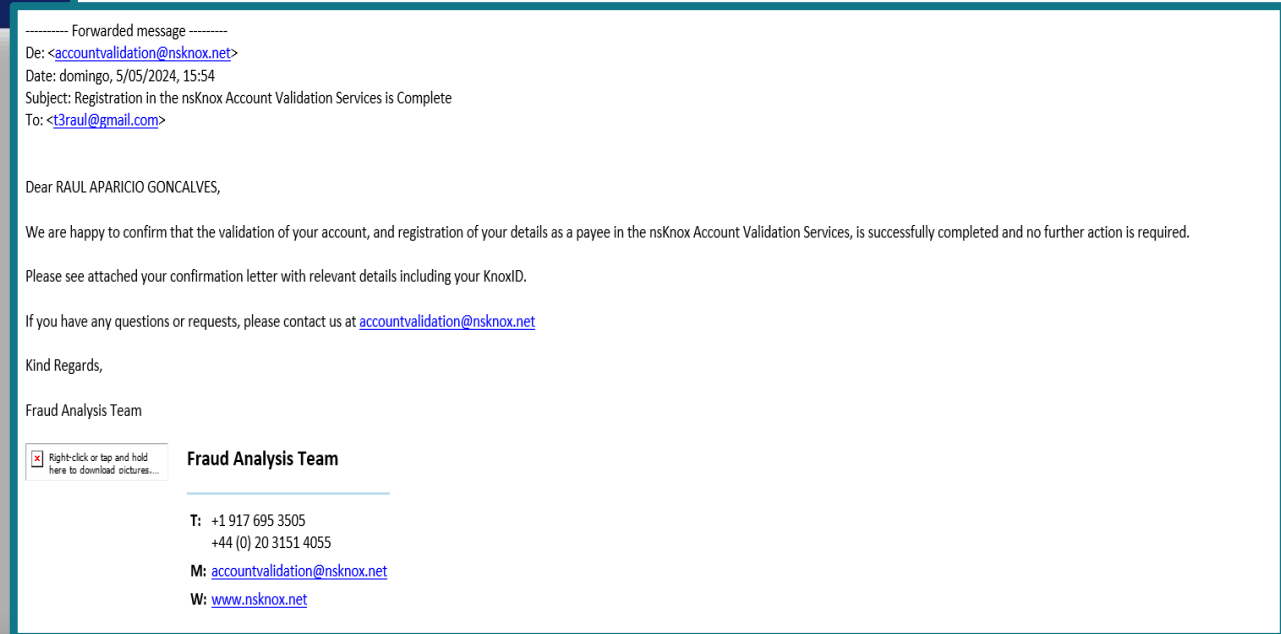 ---------- Forwarded message ---------
De: <accountvalidation@nsknox.net>
Date: domingo, 5/05/2024, 15:54
Subject: Registration in the nsKnox Account Validation Services is Complete
To: <t3raul@gmail.com>
Dear RAUL APARICIO GONCALVES,
We are happy to confirm that the validation of your account, and registration of your details as a payee in the nsKnox Account Validation Services, is successfully completed and no further action is required.
Please see attached your confirmation letter with relevant details including your KnoxID.
If you have any questions or requests, please contact us at accountvalidation@nsknox.net
Kind Regards,
Fraud Analysis Team
Right-click or tap and hold
here to download pictures....
Fraud Analysis Team
T: +1 917 695 3505
+44 (0) 20 3151 4055
M: accountvalidation@nsknox.net
W: www.nsknox.net